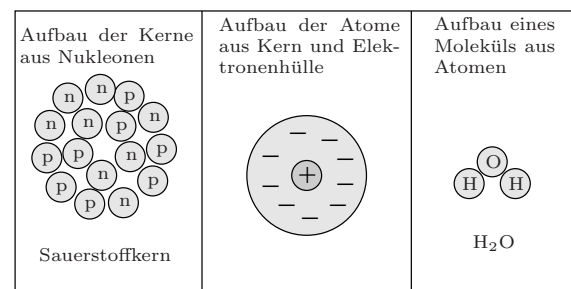 Aufbau der Kerne
aus Nukleonen
n
n
p
n
n
p
n
p
p
n
p
p
n
p
p
n
Sauerstoffkern
Aufbau der Atome
aus Kern und Elek-
tronenhülle
−
−
−
−
+
−
−
−
−
−
Aufbau eines
Moleküls aus
Atomen
O
H H
H₂O